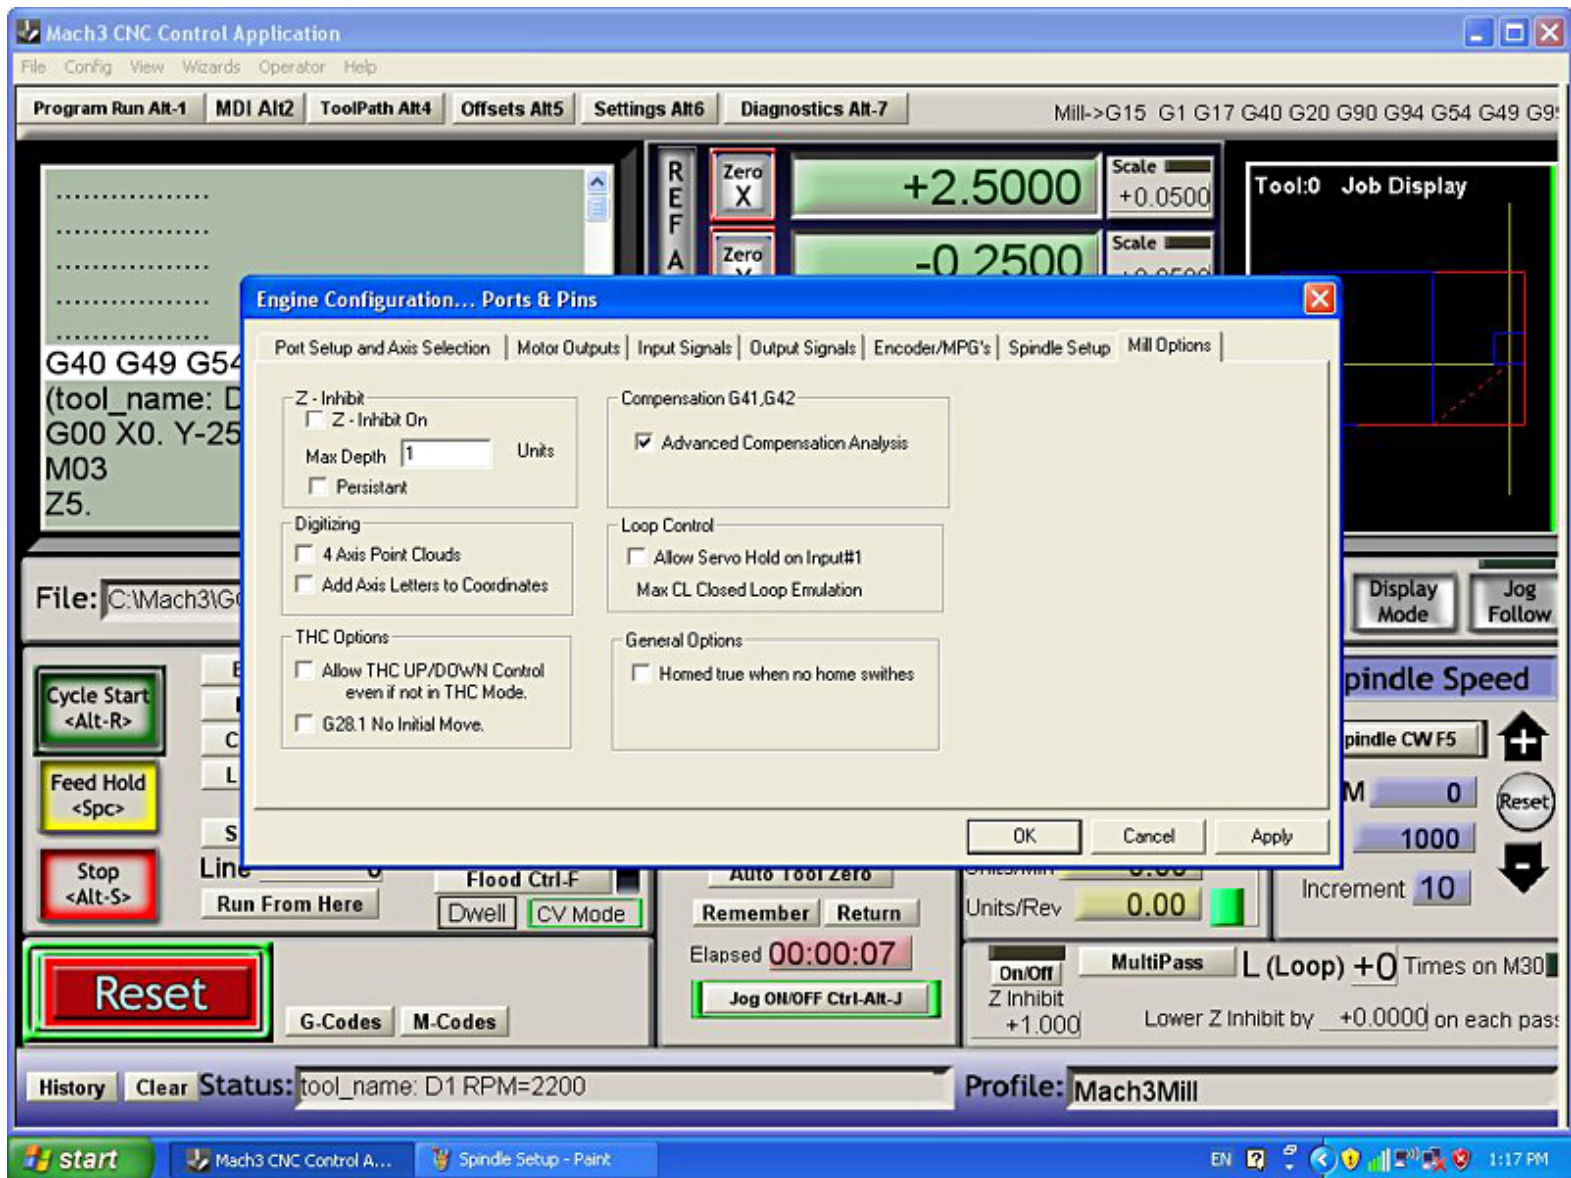 Mach3 CNC Control Application
File Config View Wizards Operator Help
Program Run Alt-1 MDI Alt2 ToolPath Alt4 Offsets Alt5 Settings Alt6 Diagnostics Alt-7 Mill->G15 G1 G17 G40 G20 G90 G94 G54 G49 G9
R
E
F
A
Zero
X
+2.5000
Scale
+0.0500
Zero
-0.2500
Scale
Tool:0 Job Display
.................
.................
.................
.................
.................
G40 G49 G54
(tool_name: D
G00 X0. Y-25
M03
Z5.
Engine Configuration... Ports & Pins
Port Setup and Axis Selection Motor Outputs Input Signals Output Signals Encoder/MPG's Spindle Setup Mill Options
Z - Inhibit
Z - Inhibit On
Max Depth 1 Units
Persistant
Digitizing
4 Axis Point Clouds
Add Axis Letters to Coordinates
THC Options
Allow THC UP/DOWN Control
even if not in THC Mode.
G28.1 No Initial Move.
Compensation G41,G42
Advanced Compensation Analysis
Loop Control
Allow Servo Hold on Input#1
Max CL Closed Loop Emulation
General Options
Homed true when no home swithes
OK Cancel Apply
File: C:\Mach3\G
Display
Mode
Jog
Follow
Cycle Start
<Alt-R>
Feed Hold
<Spc>
Stop
<Alt-S>
E
C
L
S
Line
Run From Here
Flood Ctrl-F
Dwell CV Mode
Auto Tool Zero
Remember Return
Elapsed 00:00:07
Jog ON/OFF Ctrl-Alt-J
Units/Min 0.00
Units/Rev 0.00
pindle Speed
pindle CW F5
M 0
Reset
1000
Increment 10
Reset
G-Codes M-Codes
On/Off
Z Inhibit
+1.000
MultiPass L (Loop) +0 Times on M30
Lower Z Inhibit by +0.0000 on each pas
History Clear Status: tool_name: D1 RPM=2200 Profile: Mach3Mill
start Mach3 CNC Control A... Spindle Setup - Paint EN 1:17 PM